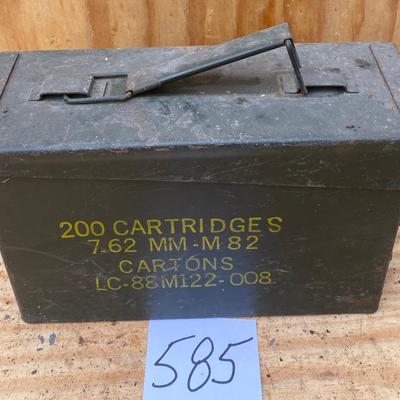 200 CARTRIDGES
7.62 MM-M82
CARTONS
LC-88M122-008
585